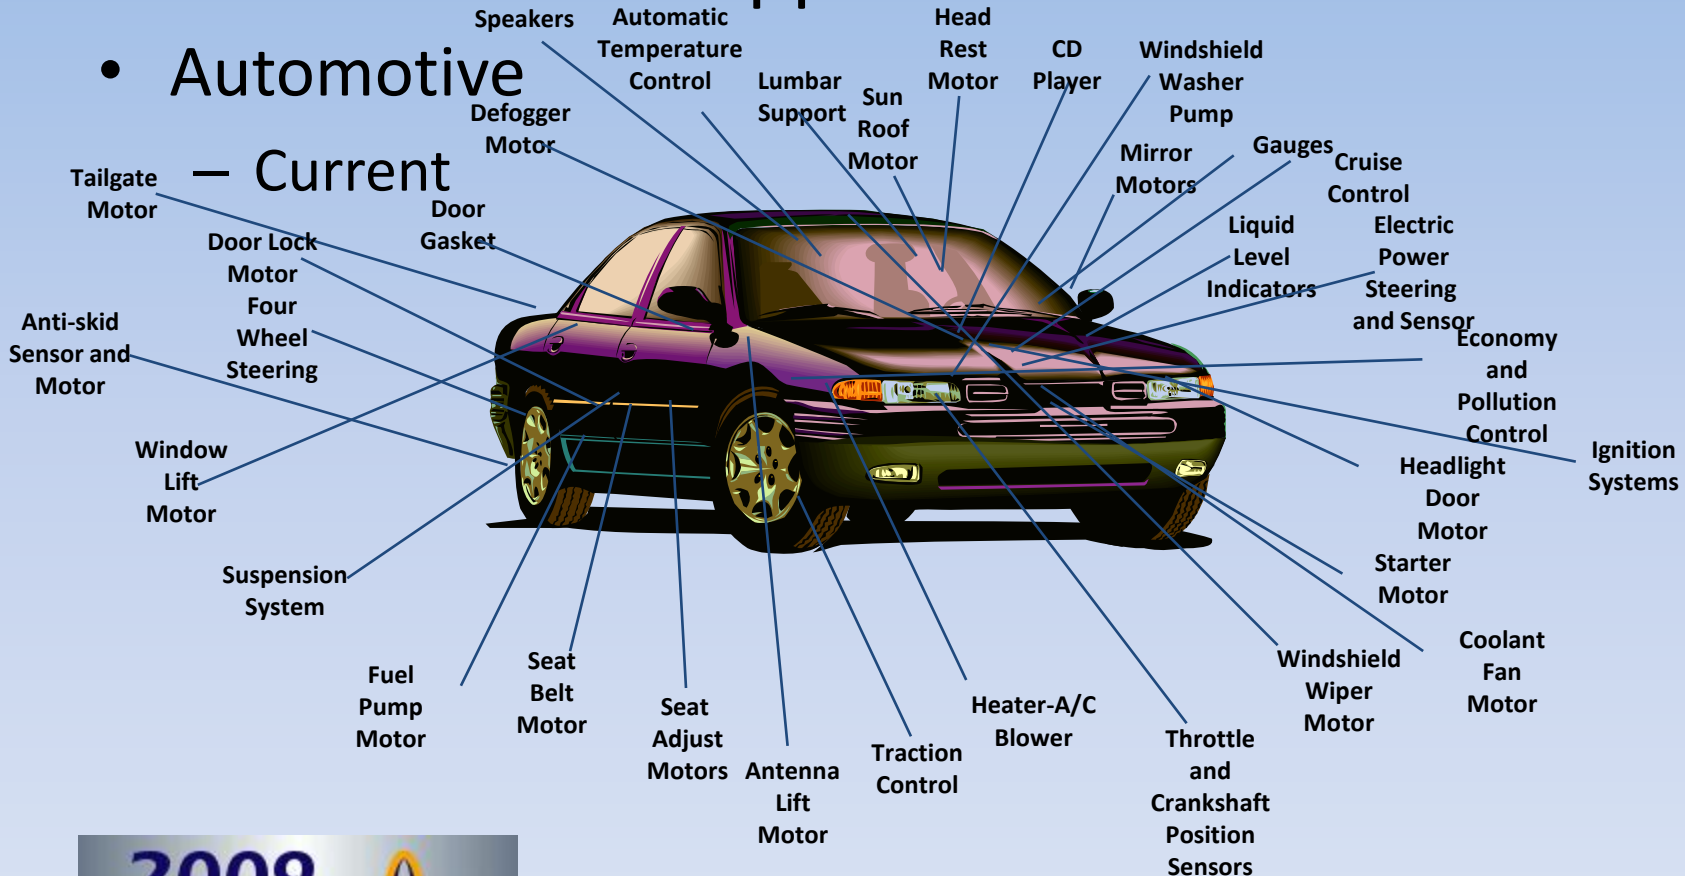 • Automotive
– Current
Speakers
Automatic
Temperature
Control
Lumbar
Support
Sun
Roof
Motor
Head
Rest
Motor
CD
Player
Windshield
Washer
Pump
Mirror
Motors
Gauges
Cruise
Control
Liquid
Level
Indicators
Electric
Power
Steering
and Sensor
Economy
and
Pollution
Control
Ignition
Systems
Headlight
Door
Motor
Starter
Motor
Coolant
Fan
Motor
Windshield
Wiper
Motor
Throttle
and
Crankshaft
Position
Sensors
Heater-A/C
Blower
Traction
Control
Antenna
Lift
Motor
Seat
Adjust
Motors
Seat
Belt
Motor
Fuel
Pump
Motor
Suspension
System
Window
Lift
Motor
Anti-skid
Sensor and
Motor
Four
Wheel
Steering
Door Lock
Motor
Tailgate
Motor
Door
Gasket
Defogger
Motor